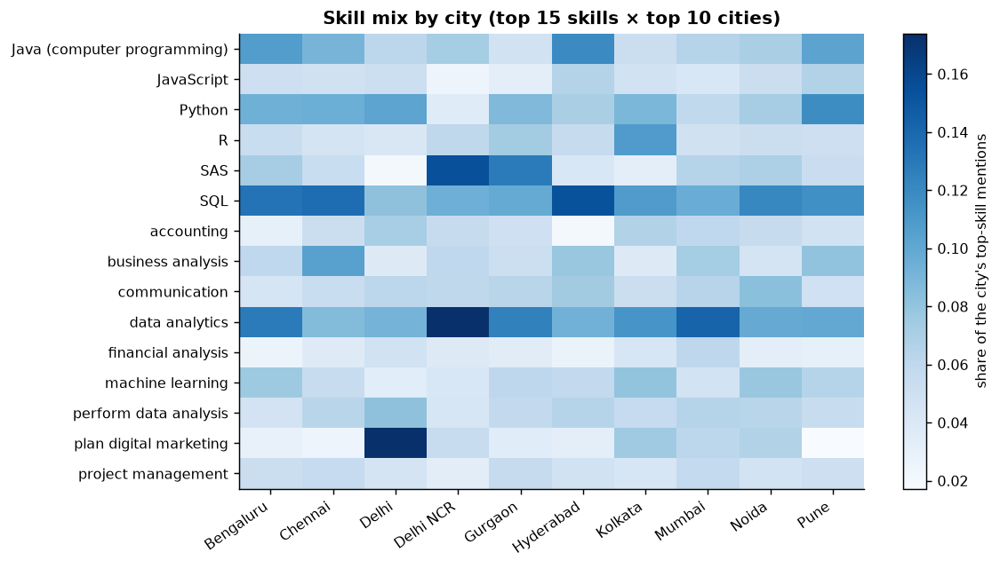 Skill mix by city (top 15 skills × top 10 cities)
Java (computer programming)
JavaScript
Python
R
SAS
SQL
accounting
business analysis
communication
data analytics
financial analysis
machine learning
perform data analysis
plan digital marketing
project management
Bengaluru
Chennai
Delhi
Delhi NCR
Gurgaon
Hyderabad
Kolkata
Mumbai
Noida
Pune
0.16
0.14
0.12
0.10
0.08
0.06
0.04
0.02
share of the city's top-skill mentions